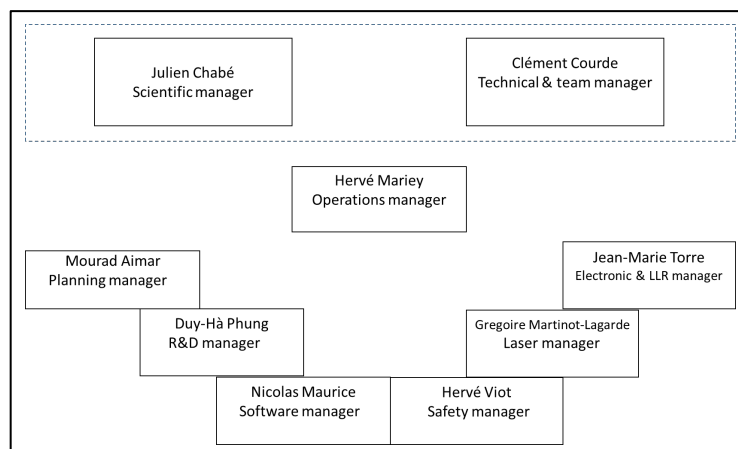 Julien Chabé
Scientific manager
Clément Courde
Technical & team manager
Hervé Mariey
Operations manager
Mourad Aimar
Planning manager
Jean-Marie Torre
Electronic & LLR manager
Duy-Hà Phung
R&D manager
Gregoire Martinot-Lagarde
Laser manager
Nicolas Maurice
Software manager
Hervé Viot
Safety manager